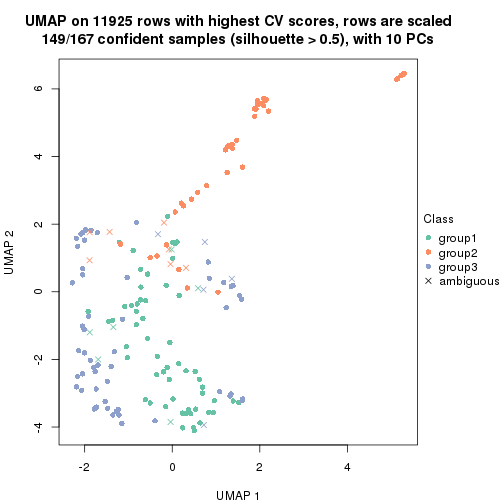 UMAP on 11925 rows with highest CV scores, rows are scaled
149/167 confident samples (silhouette > 0.5), with 10 PCs
6
4
2
0
-2
-4
UMAP 2
-2
0
2
4
UMAP 1
Class
group1
group2
group3
ambiguous